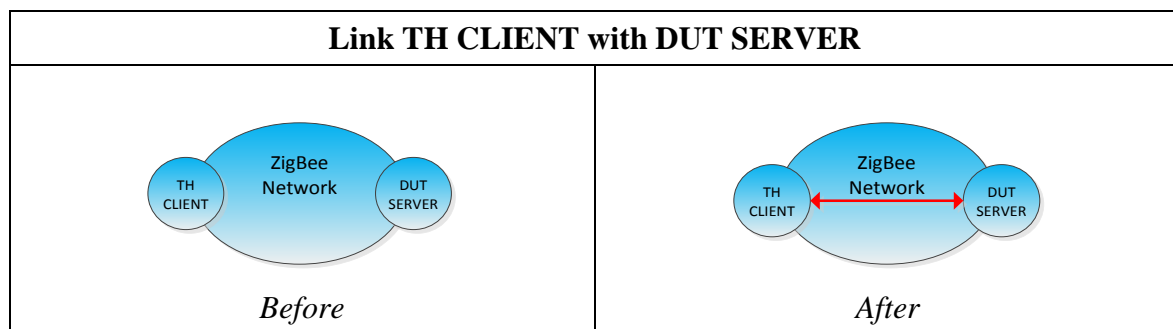 Link TH CLIENT with DUT SERVER
ZigBee
Network
TH
CLIENT
DUT
SERVER
Before
ZigBee
Network
TH
CLIENT
DUT
SERVER
After